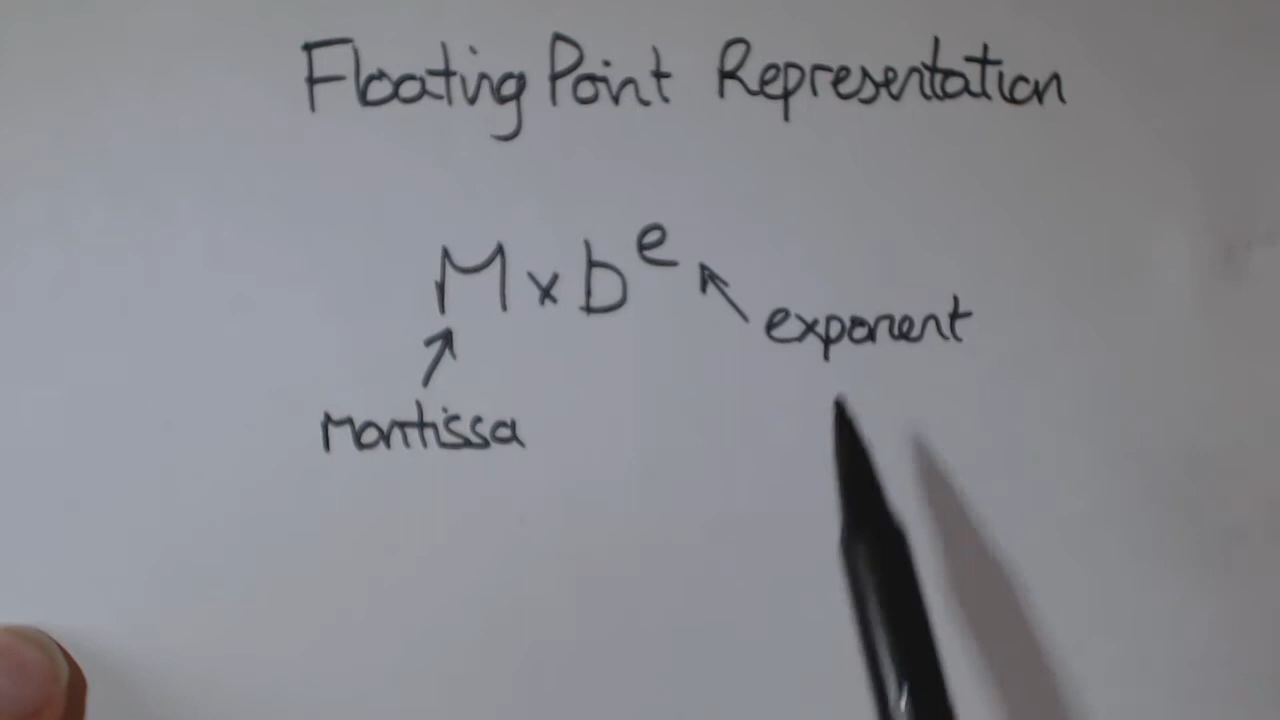 Floating Point Representation
M × b^e
exponent
Mantissa